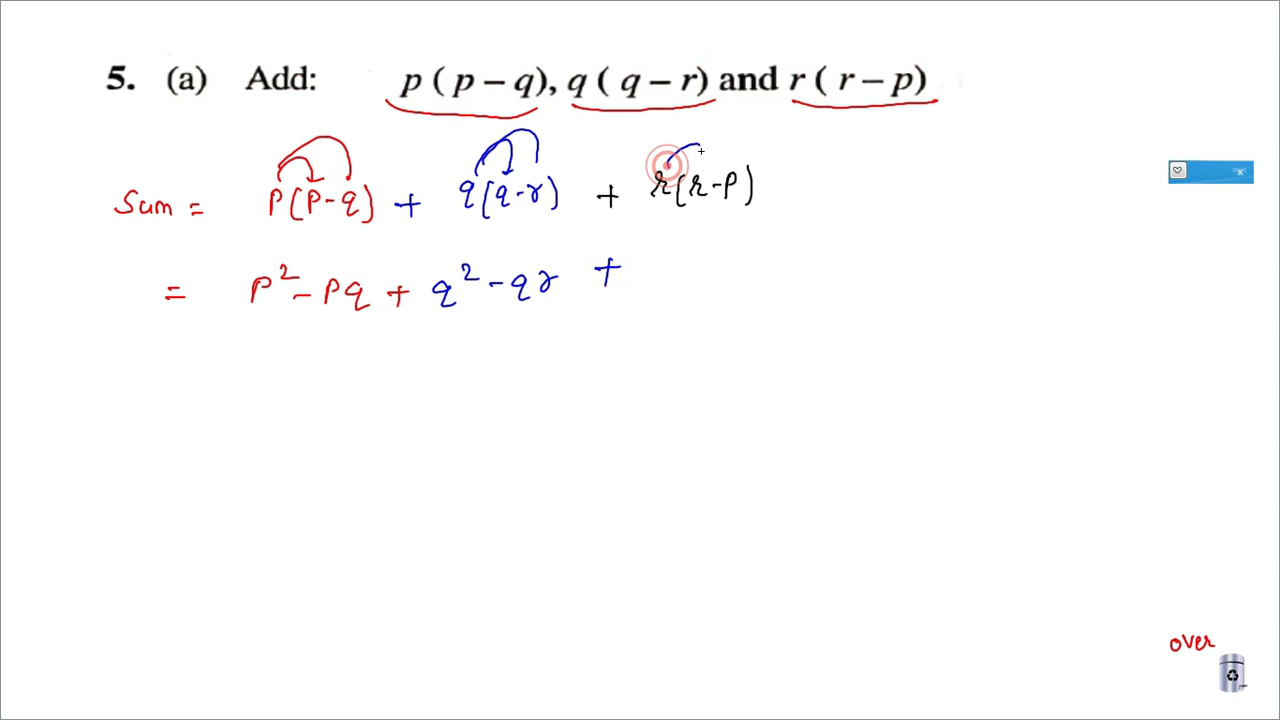 5. (a) Add: p ( p – q), q ( q – r) and r ( r – p)
Sum = p(p-q) + q(q-r) + r(r-p)
= p² - pq + q² - qr +
over